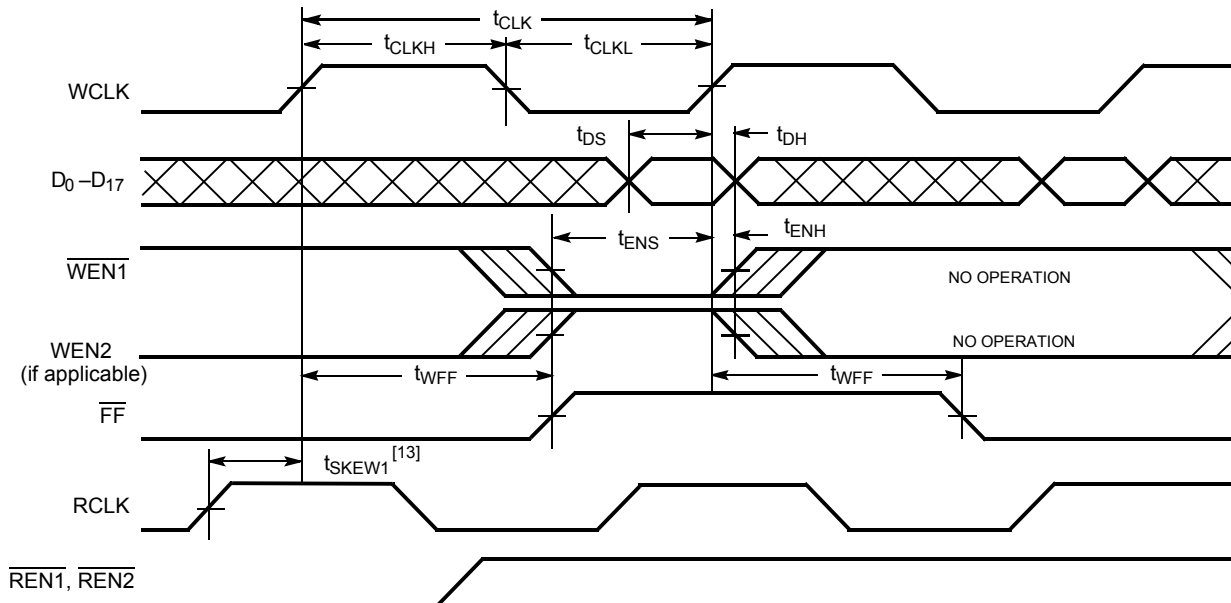 tCLK
tCLKH
tCLKL
WCLK
tDS
tDH
D0 –D17
tENS
tENH
WEN1
NO OPERATION
WEN2
(if applicable)
NO OPERATION
tWFF
tWFF
FF
tSKEW1 [13]
RCLK
REN1, REN2